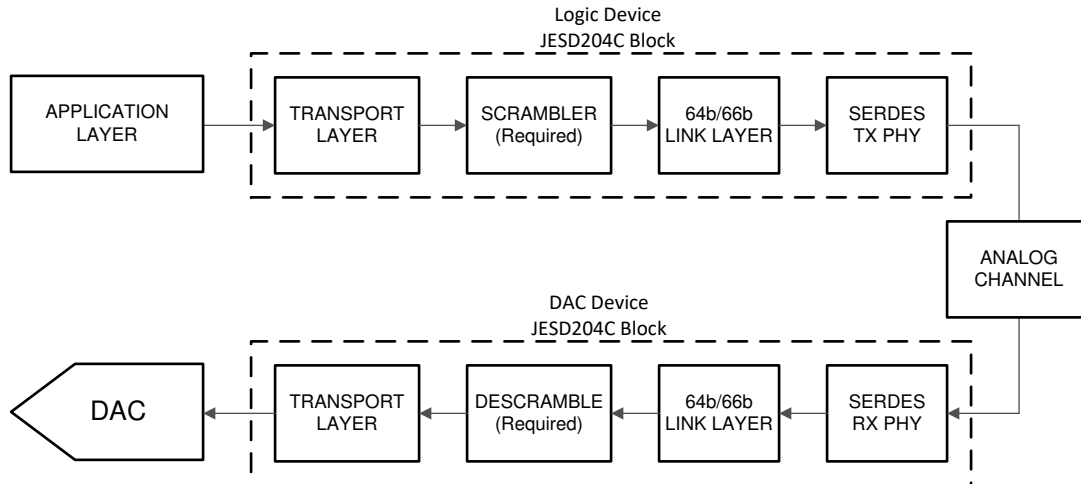 Logic Device
JESD204C Block
APPLICATION
LAYER
TRANSPORT
LAYER
SCRAMBLER
(Required)
64b/66b
LINK LAYER
SERDES
TX PHY
ANALOG
CHANNEL
DAC Device
JESD204C Block
DAC
TRANSPORT
LAYER
DESCRAMBLE
(Required)
64b/66b
LINK LAYER
SERDES
RX PHY